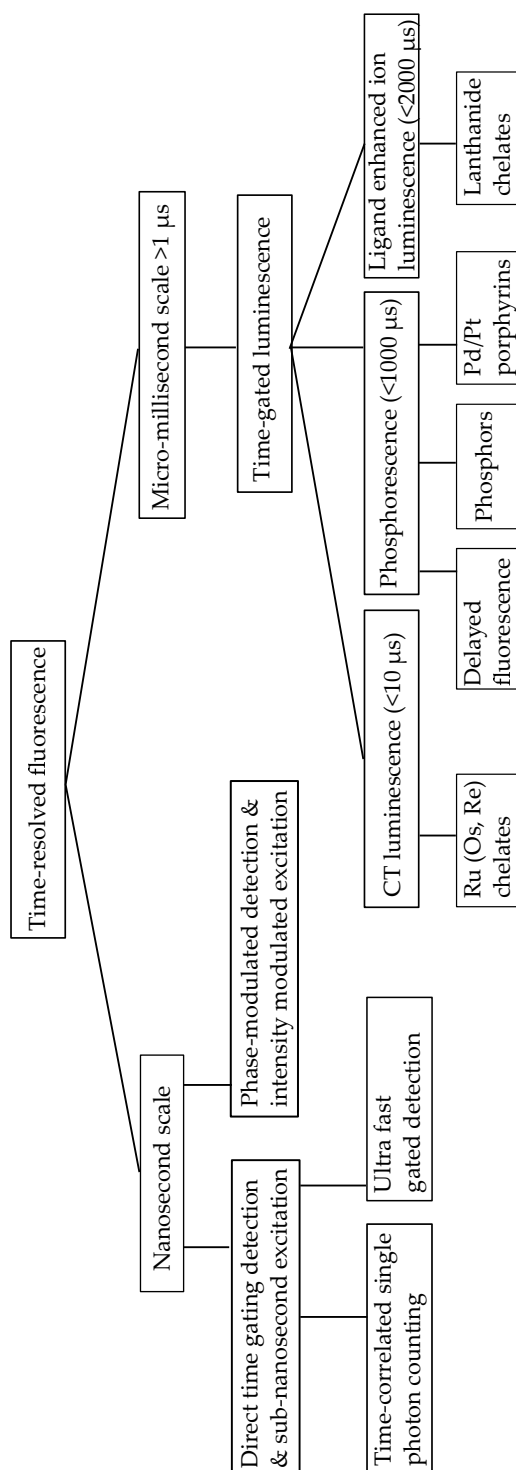 Time-resolved fluorescence
Nanosecond scale
Micro-millisecond scale >1 µs
Direct time gating detection
& sub-nanosecond excitation
Phase-modulated detection &
intensity modulated excitation
Time-gated luminescence
Time-correlated single
photon counting
Ultra fast
gated detection
CT luminescence (<10 µs)
Phosphorescence (<1000 µs)
Ligand enhanced ion
luminescence (<2000 µs)
Ru (Os, Re)
chelates
Delayed
fluorescence
Phosphors
Pd/Pt
porphyrins
Lanthanide
chelates